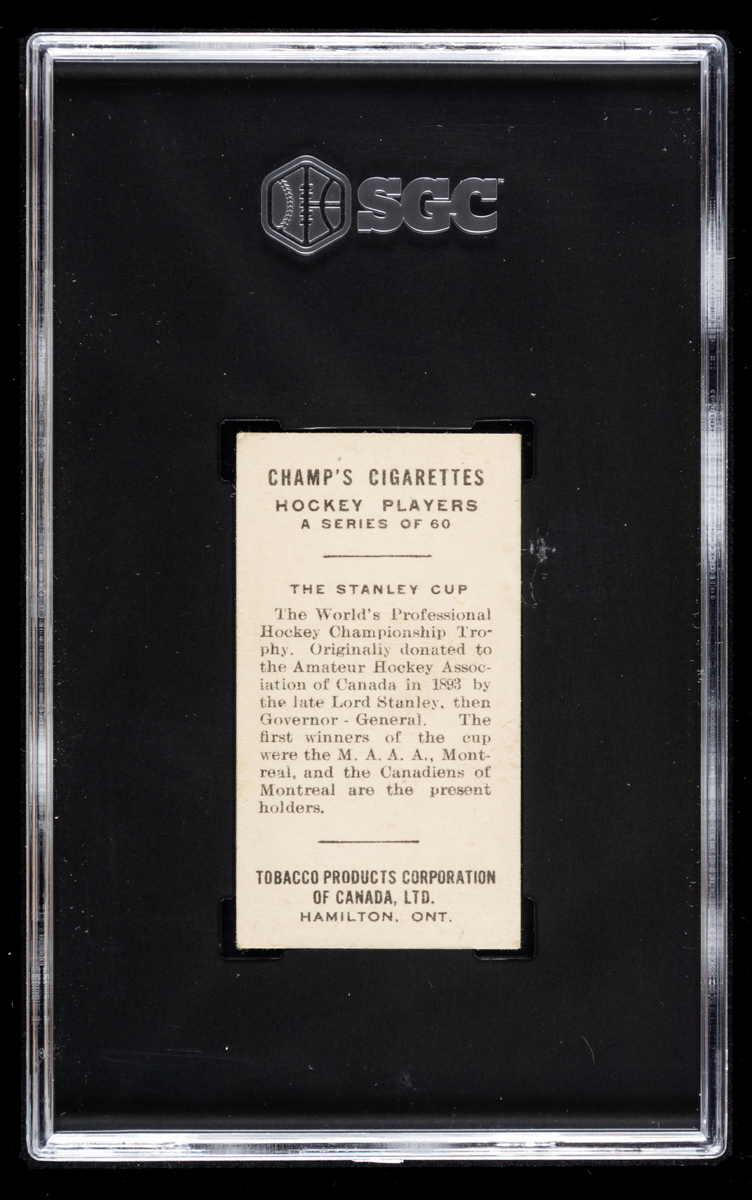 SGC
CHAMP'S CIGARETTES
HOCKEY PLAYERS
A SERIES OF 60
THE STANLEY CUP
The World's Professional
Hockey Championship Tro-
phy. Originally donated to
the Amateur Hockey Assoc-
iation of Canada in 1893 by
the late Lord Stanley, then
Governor - General. The
first winners of the cup
were the M. A. A. A., Mont-
real, and the Canadiens of
Montreal are the present
holders.
TOBACCO PRODUCTS CORPORATION
OF CANADA, LTD.
HAMILTON, ONT.